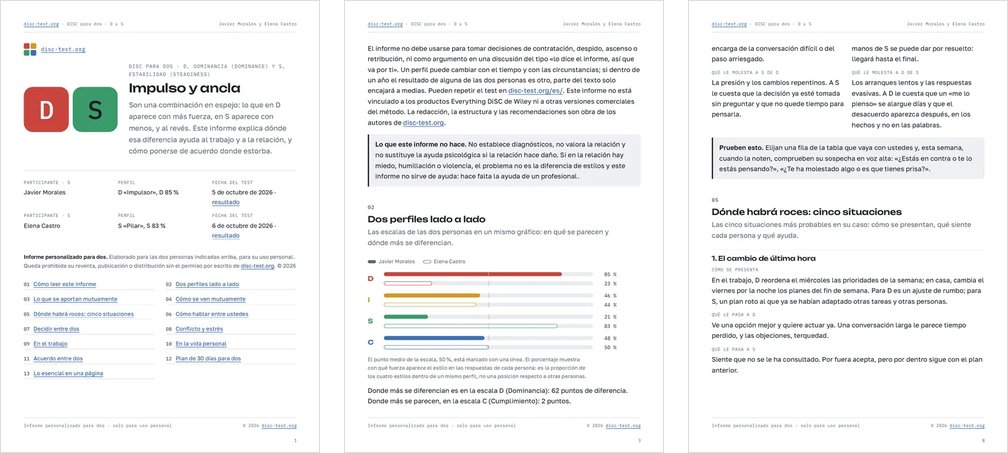 disc-test.org · DISC para dos · D y S
Javier Morales y Elena Castro
disc-test.org
DISC PARA DOS · D, DOMINANCIA (DOMINANCE) Y S,
ESTABILIDAD (STEADINESS)
D
S
Impulso y ancla
Son una combinación en espejo: lo que en D
aparece con más fuerza, en S aparece con
menos, y al revés. Este informe explica dónde
esa diferencia ayuda al trabajo y a la relación, y
cómo ponerse de acuerdo donde estorba.
PARTICIPANTE · D
PERFIL
FECHA DEL TEST
Javier Morales
D «Impulsor», D 85 %
5 de octubre de 2026 ·
resultado
PARTICIPANTE · S
PERFIL
FECHA DEL TEST
Elena Castro
S «Pilar», S 83 %
6 de octubre de 2026 ·
resultado
Informe personalizado para dos. Elaborado para las dos personas indicadas arriba, para su uso personal.
Queda prohibida su reventa, publicación o distribución sin el permiso por escrito de disc-test.org. © 2026
01 Cómo leer este informe
02 Dos perfiles lado a lado
03 Lo que se aportan mutuamente
04 Cómo se ven mutuamente
05 Dónde habrá roces: cinco situaciones
06 Cómo hablar entre ustedes
07 Decidir entre dos
08 Conflicto y estrés
09 En el trabajo
10 En la vida personal
11 Acuerdo entre dos
12 Plan de 30 días para dos
13 Lo esencial en una página
Informe personalizado para dos · solo para uso personal
© 2026 disc-test.org
1
disc-test.org · DISC para dos · D y S
Javier Morales y Elena Castro
El informe no debe usarse para tomar decisiones de contratación, despido, ascenso o
retribución, ni como argumento en una discusión del tipo «lo dice el informe, así que
va por ti». Un perfil puede cambiar con el tiempo y con las circunstancias; si dentro de
un año el resultado de alguna de las dos personas es otro, parte del texto solo
encajará a medias. Pueden repetir el test en disc-test.org/es/. Este informe no está
vinculado a los productos Everything DiSC de Wiley ni a otras versiones comerciales
del método. La redacción, la estructura y las recomendaciones son obra de los
autores de disc-test.org.
Lo que este informe no hace. No establece diagnósticos, no valora la relación y
no sustituye la ayuda psicológica si la relación hace daño. Si en la relación hay
miedo, humillación o violencia, el problema no es la diferencia de estilos y este
informe no sirve de ayuda: hace falta la ayuda de un profesional.
02
Dos perfiles lado a lado
Las escalas de las dos personas en un mismo gráfico: en qué se parecen y
dónde más se diferencian.
Javier Morales
Elena Castro
D
85 %
23 %
I
46 %
44 %
S
21 %
83 %
C
48 %
50 %
El punto medio de la escala, 50 %, está marcado con una línea. El porcentaje muestra
con qué fuerza aparece el estilo en las respuestas de cada persona: es la proporción de
los cuatro estilos dentro de un mismo perfil, no una posición respecto a otras personas.
Donde más se diferencian es en la escala D (Dominancia): 62 puntos de diferencia.
Donde más se parecen, en la escala C (Cumplimiento): 2 puntos.
Informe personalizado para dos · solo para uso personal
© 2026 disc-test.org
3
disc-test.org · DISC para dos · D y S
Javier Morales y Elena Castro
encarga de la conversación difícil o del
paso arriesgado.
manos de S se puede dar por resuelto:
llegará hasta el final.
QUÉ LE MOLESTA A S DE D
La presión y los cambios repentinos. A S
le cuesta que la decisión ya esté tomada
sin preguntar y que no quede tiempo para
pensarla.
QUÉ LE MOLESTA A D DE S
Los arranques lentos y las respuestas
evasivas. A D le cuesta que un «me lo
pienso» se alargue días y que el
desacuerdo aparezca después, en los
hechos y no en las palabras.
Prueben esto. Elijan una fila de la tabla que vaya con ustedes y, esta semana,
cuando la noten, comprueben su sospecha en voz alta: «¿Estás en contra o te lo
estás pensando?», «¿Te ha molestado algo o es que tienes prisa?».
05
Dónde habrá roces: cinco situaciones
Las cinco situaciones más probables en su caso: cómo se presentan, qué siente
cada persona y qué ayuda.
1. El cambio de última hora
CÓMO SE PRESENTA
En el trabajo, D reordena el miércoles las prioridades de la semana; en casa, cambia el
viernes por la noche los planes del fin de semana. Para D es un ajuste de rumbo; para
S, un plan roto al que ya se habían adaptado otras tareas y otras personas.
QUÉ LE PASA A D
Ve una opción mejor y quiere actuar ya. Una conversación larga le parece tiempo
perdido, y las objeciones, terquedad.
QUÉ LE PASA A S
Siente que no se le ha consultado. Por fuera acepta, pero por dentro sigue con el plan
anterior.
Informe personalizado para dos · solo para uso personal
© 2026 disc-test.org
8